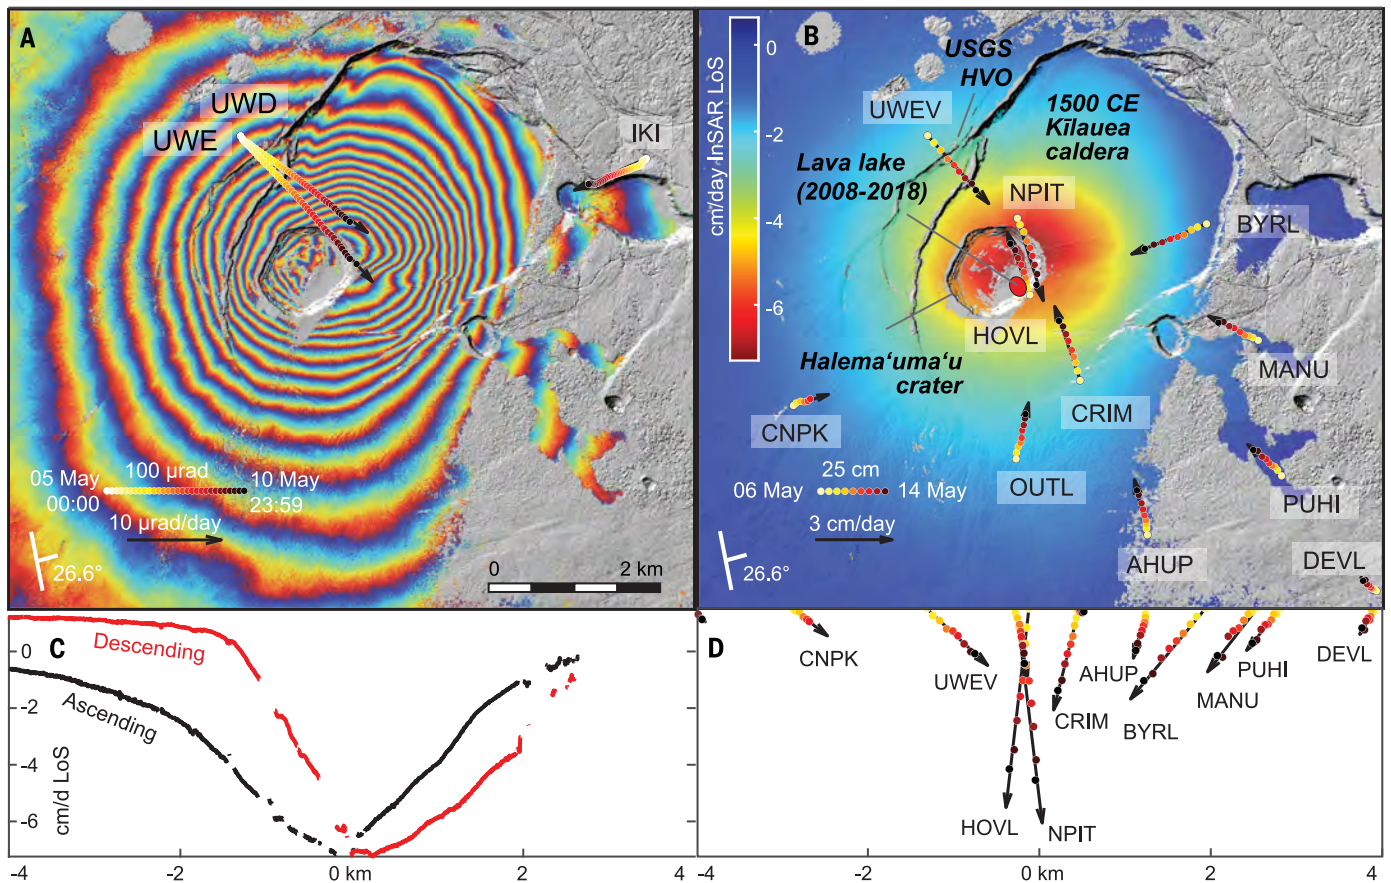 A
UWD
UWE
IKI
05 May
00:00
100 µrad
10 May
23:59
10 µrad/day
26.6°
0
2 km
B
cm/day InSAR LoS
0
-2
-4
-6
USGS
HVO
UWEV
1500 CE
Kīlauea
caldera
Lava lake
(2008-2018)
NPIT
BYRL
HOVL
MANU
Halemaʻumaʻu
crater
CNPK
CRIM
25 cm
06 May
14 May
3 cm/day
OUTL
PUHI
AHUP
DEVL
26.6°
C
Descending
Ascending
cm/d LoS
0
-2
-4
-6
-4
-2
0 km
2
4
D
CNPK
UWEV
AHUP
PUHI
DEVL
MANU
CRIM
BYRL
HOVL
NPIT
-2
0 km
2
4